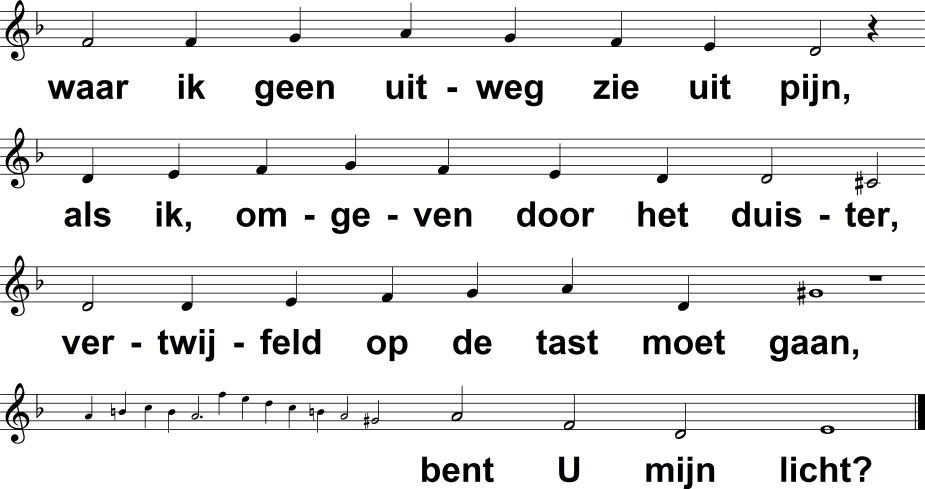 waar ik geen uit - weg zie uit pijn,
als ik, om - ge - ven door het duis - ter,
ver - twij - feld op de tast moet gaan,
bent U mijn licht?